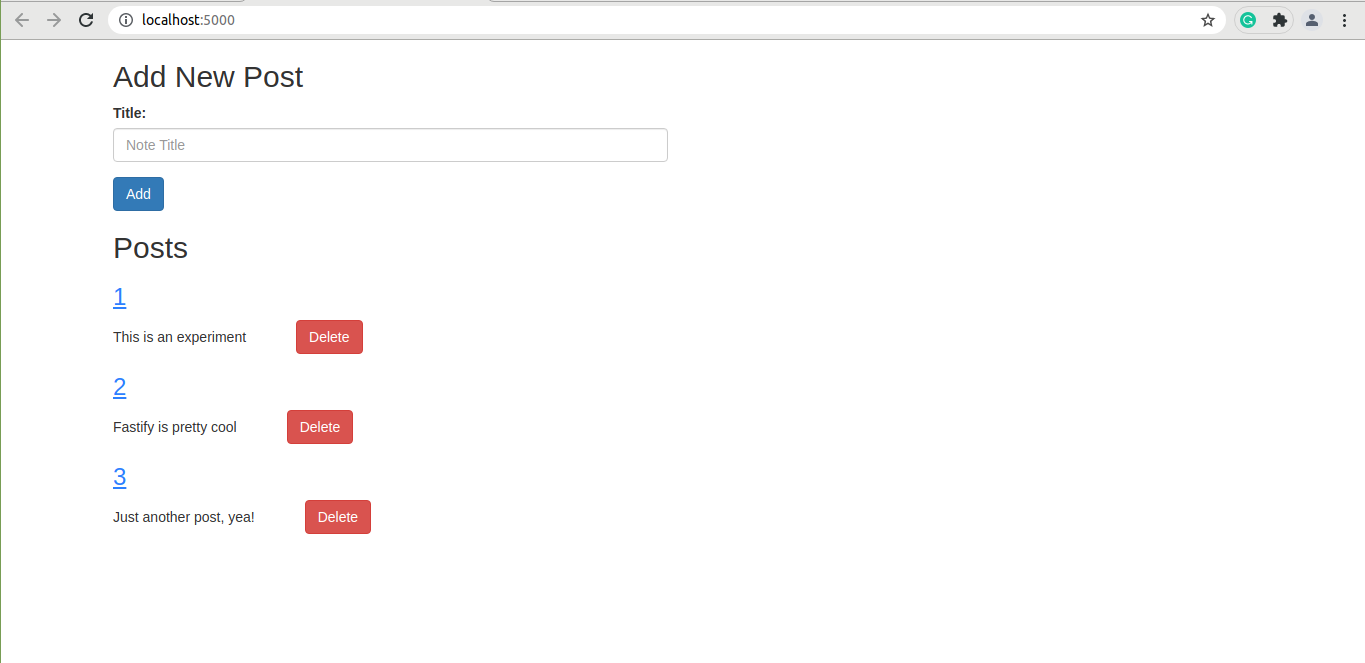 localhost:5000
Add New Post
Title:
Note Title
Add
Posts
1
This is an experiment Delete
2
Fastify is pretty cool Delete
3
Just another post, yea! Delete